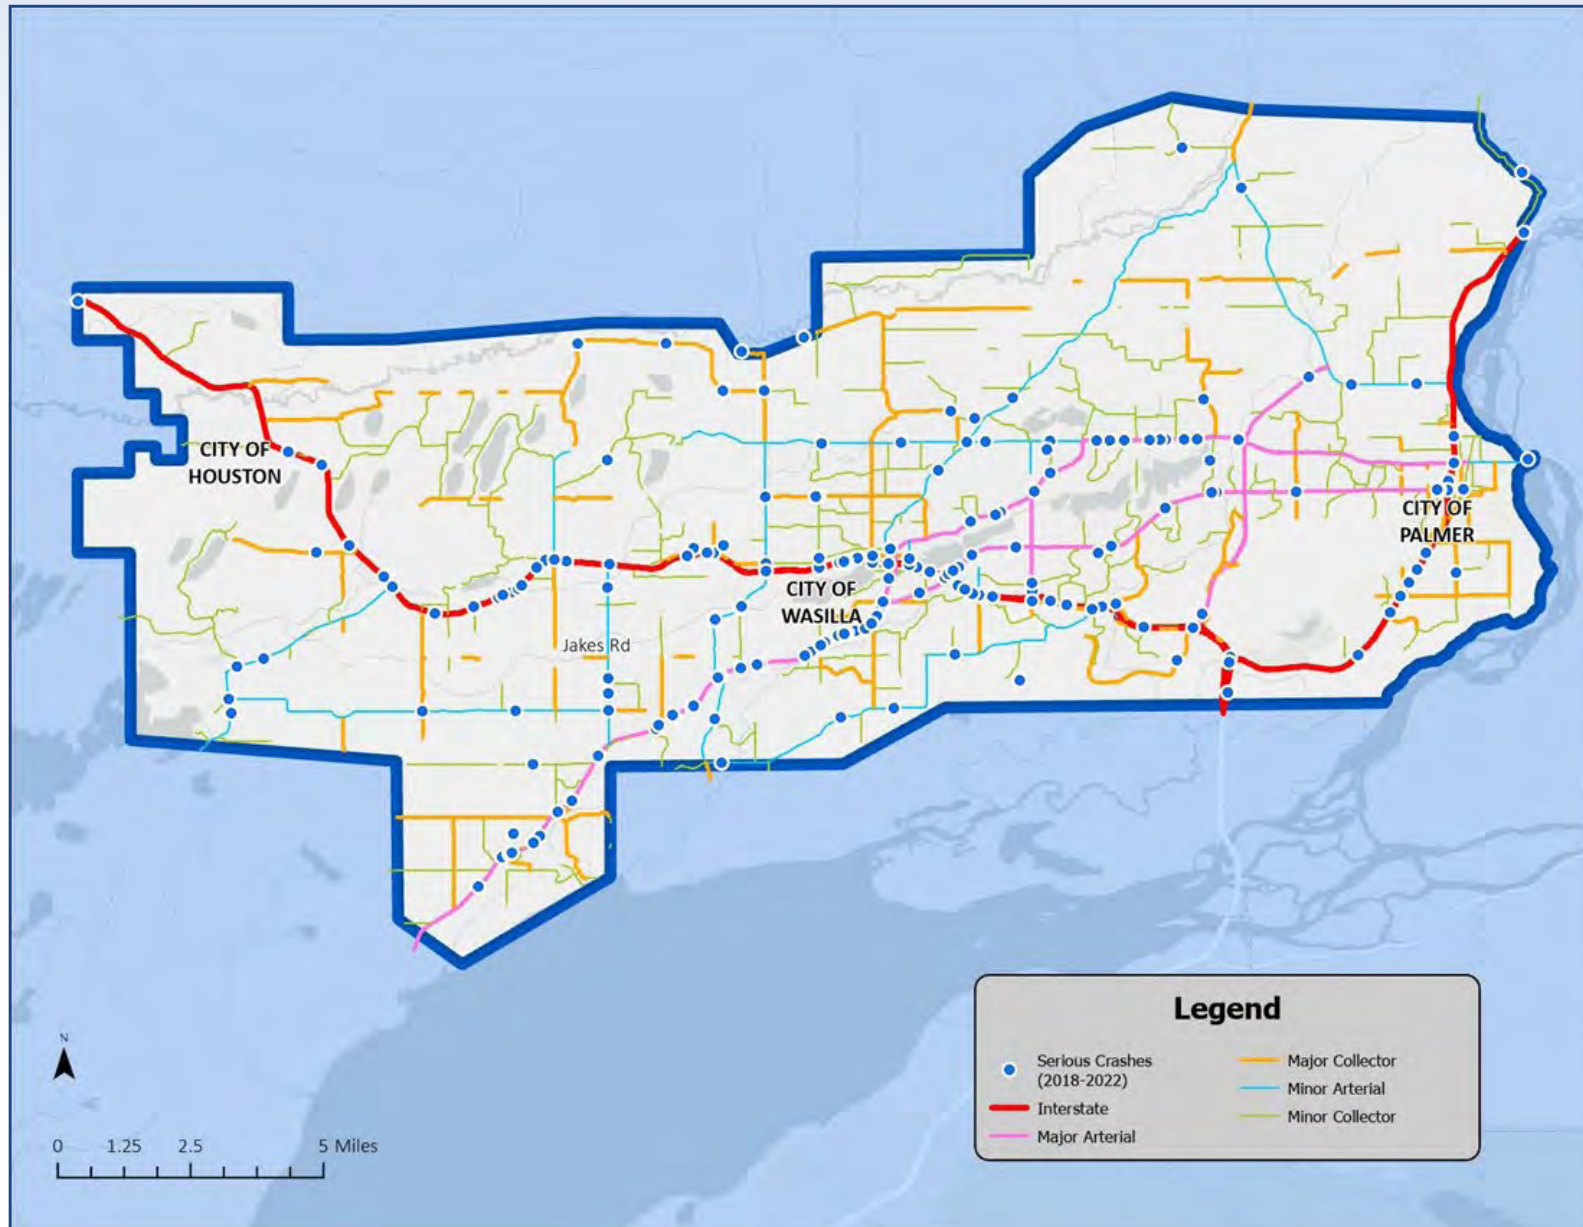 CITY OF
HOUSTON
CITY OF
PALMER
CITY OF
WASILLA
Jakes Rd
N
0 1.25 2.5 5 Miles
Legend
Serious Crashes
(2018-2022)
Interstate
Major Arterial
Major Collector
Minor Arterial
Minor Collector